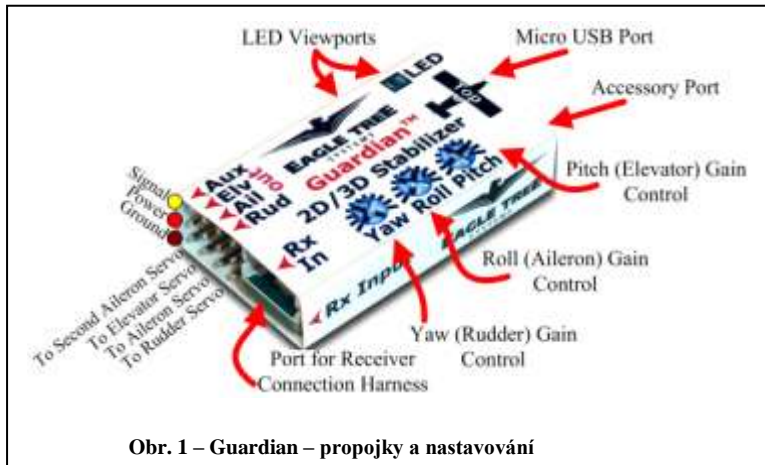 LED Viewports
Micro USB Port
Accessory Port
Pitch (Elevator) Gain
Control
Roll (Aileron) Gain
Control
Yaw (Rudder) Gain
Control
Port for Receiver
Connection Harness
Signal
Power
Ground
To Second Aileron Servo
To Elevator Servo
To Aileron Servo
To Rudder Servo
Aux
Elv
Ail
Rud
Rx
In
LED
Top
EAGLE TREE
SYSTEMS
Guardian™
2D/3D Stabilizer
Yaw Roll Pitch
Rx Input
EAGLE TREE
Obr. 1 – Guardian – propojky a nastavování